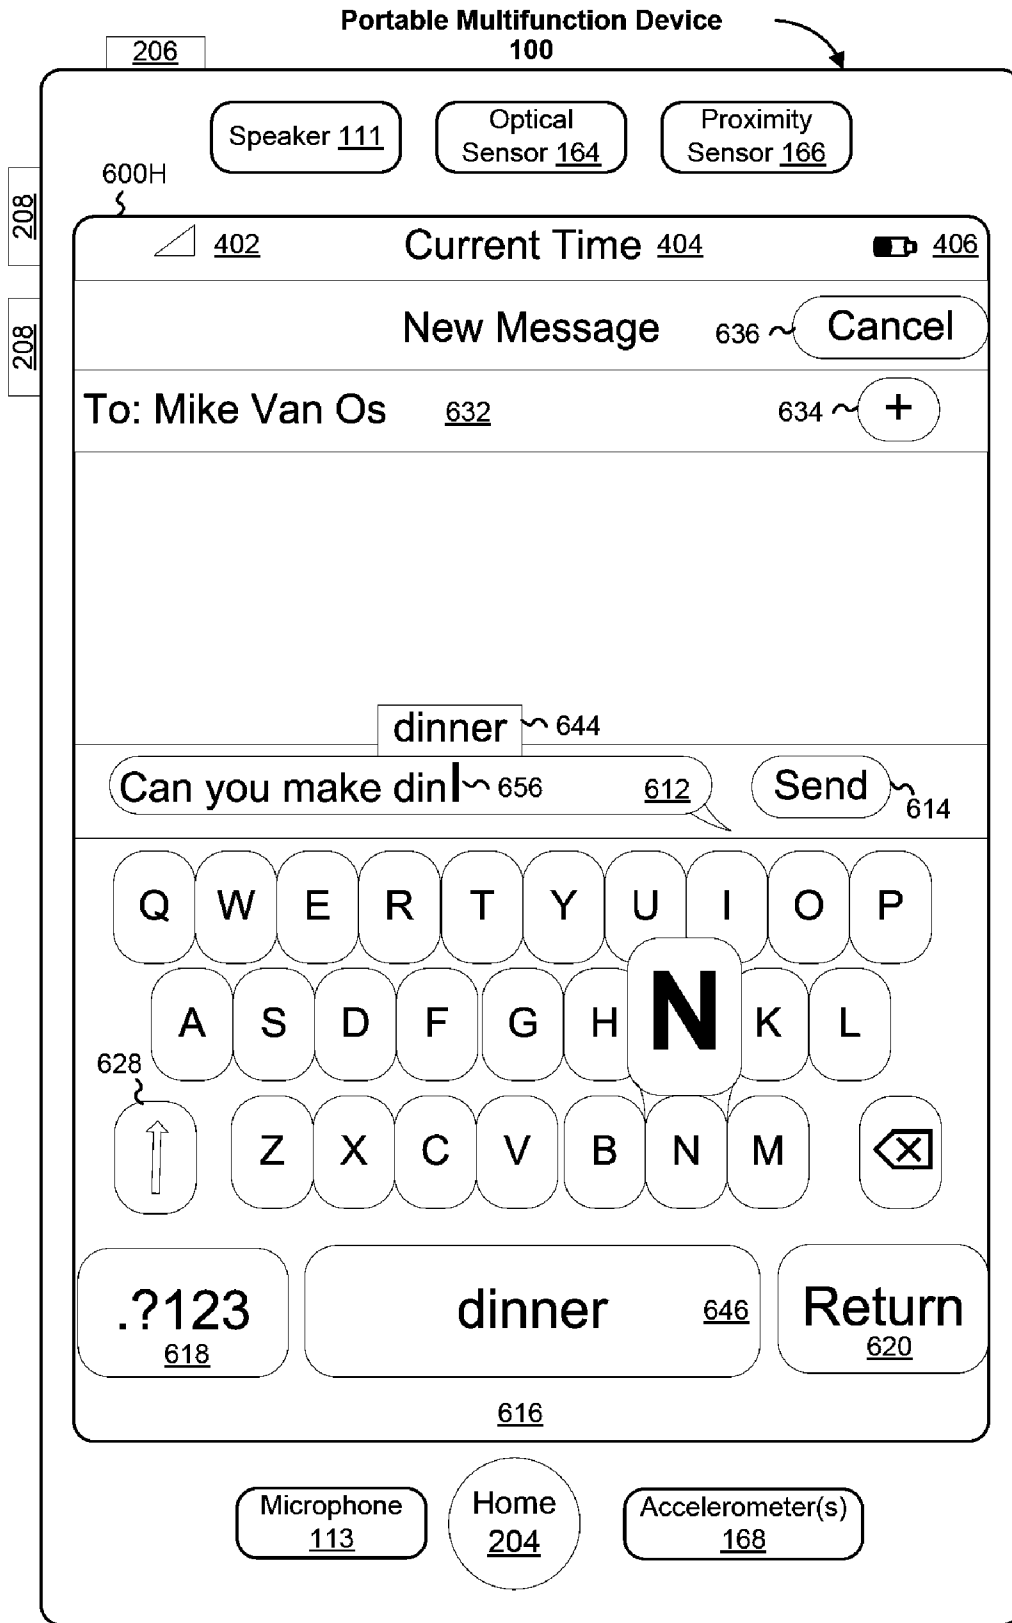 Portable Multifunction Device
100
206
Speaker 111
Optical
Sensor 164
Proximity
Sensor 166
208
208
600H
402 Current Time 404 406
New Message 636 Cancel
To: Mike Van Os 632 634 +
dinner 644
Can you make din 656 612 Send 614
Q W E R T Y U I O P
A S D F G H N K L
628
Z X C V B N M
.?123
618
dinner 646
Return
620
616
Microphone
113
Home
204
Accelerometer(s)
168